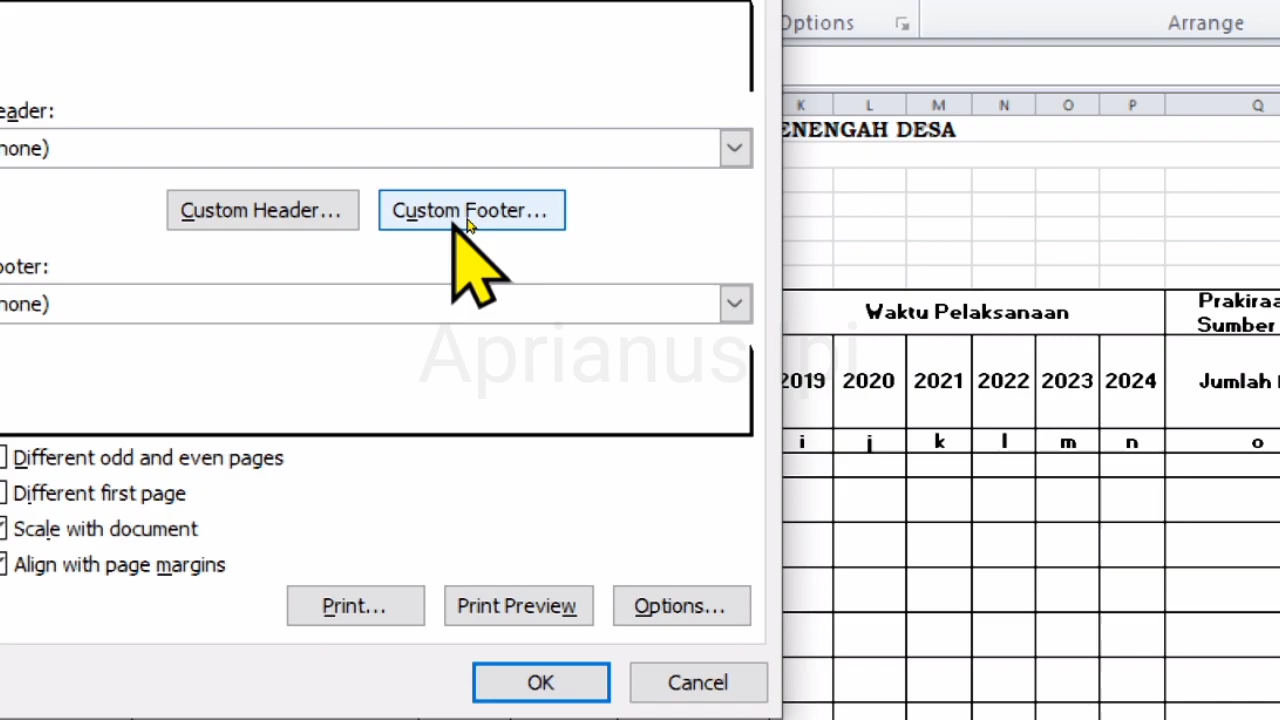 Options
Arrange
K L M N O P Q
ENENGAH DESA
eader:
none)
Custom Header...
Custom Footer...
ooter:
none)
Different odd and even pages
Different first page
Scale with document
Align with page margins
Print...
Print Preview
Options...
OK
Cancel
Waktu Pelaksanaan
Prakiraa
Sumber
2019 2020 2021 2022 2023 2024
Jumlah
i j k l m n o
Aprianus pi